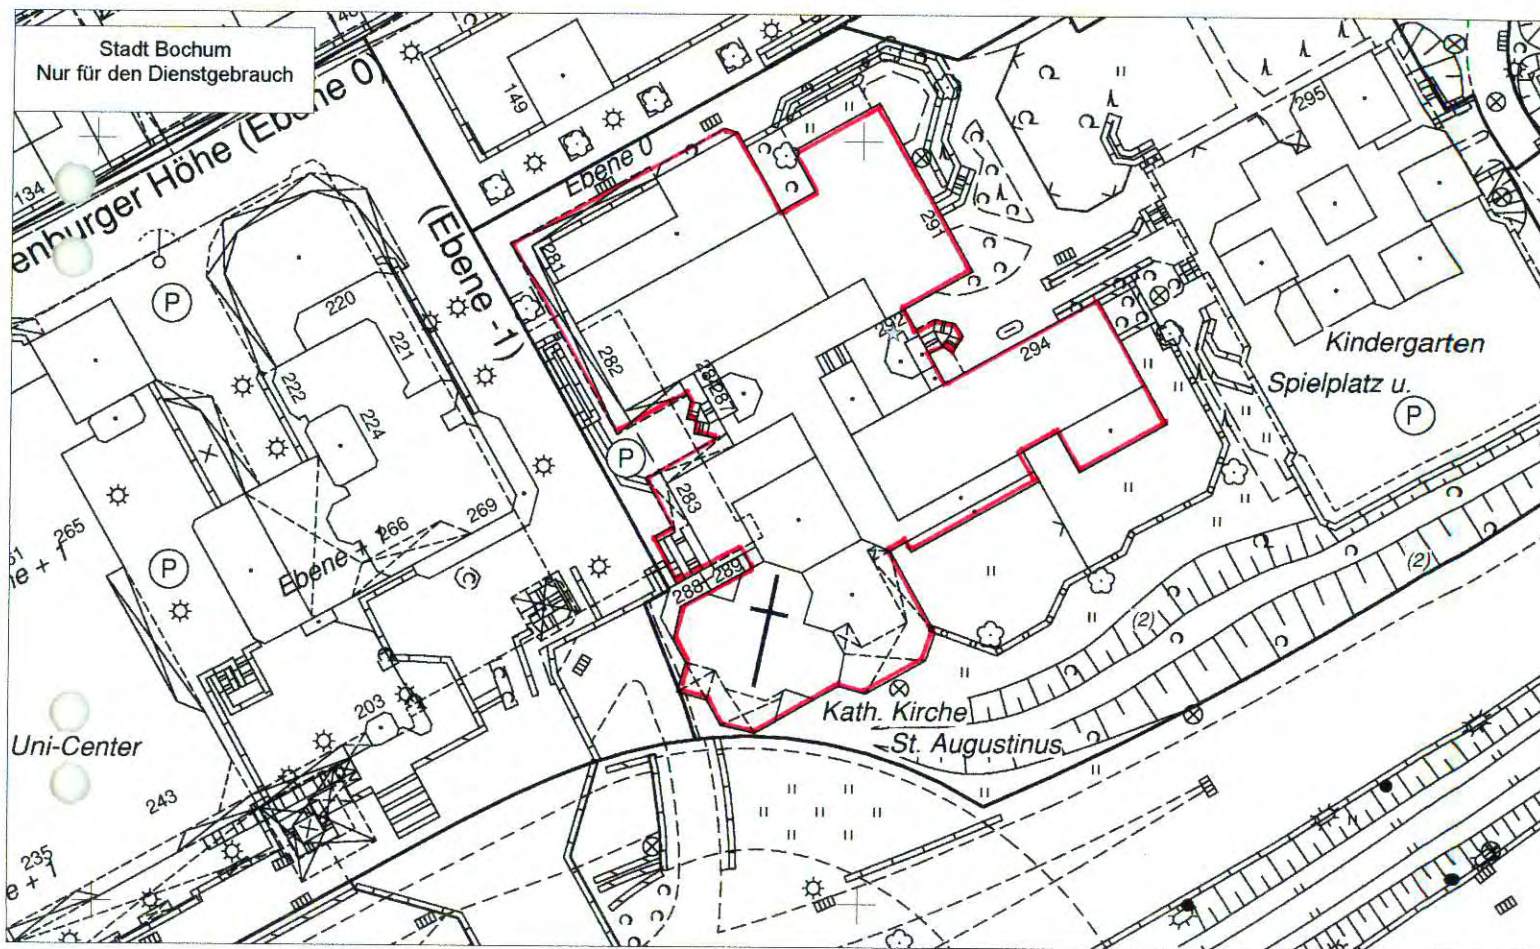 Stadt Bochum
Nur für den Dienstgebrauch
149
295
134
enburger Höhe (Ebene 0)
Ebene 0
(Ebene -1)
P
281
291
220
221
222
224
282
292
294
287
Kindergarten
Spielplatz u.
P
P
283
265
266
269
Ebene + 1
ne + 1
P
288
289
(2)
(2)
203
Kath. Kirche
St. Augustinus
Uni-Center
243
235
e + 1